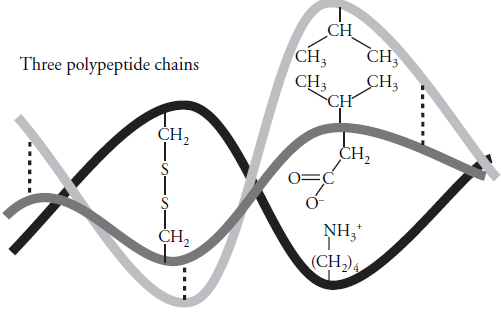 Three polypeptide chains
CH
CH₃ CH₃
CH₃ CH₃
CH
CH₂
CH₂
S
O=C
S
O⁻
CH₂
NH₃⁺
(CH₂)₄